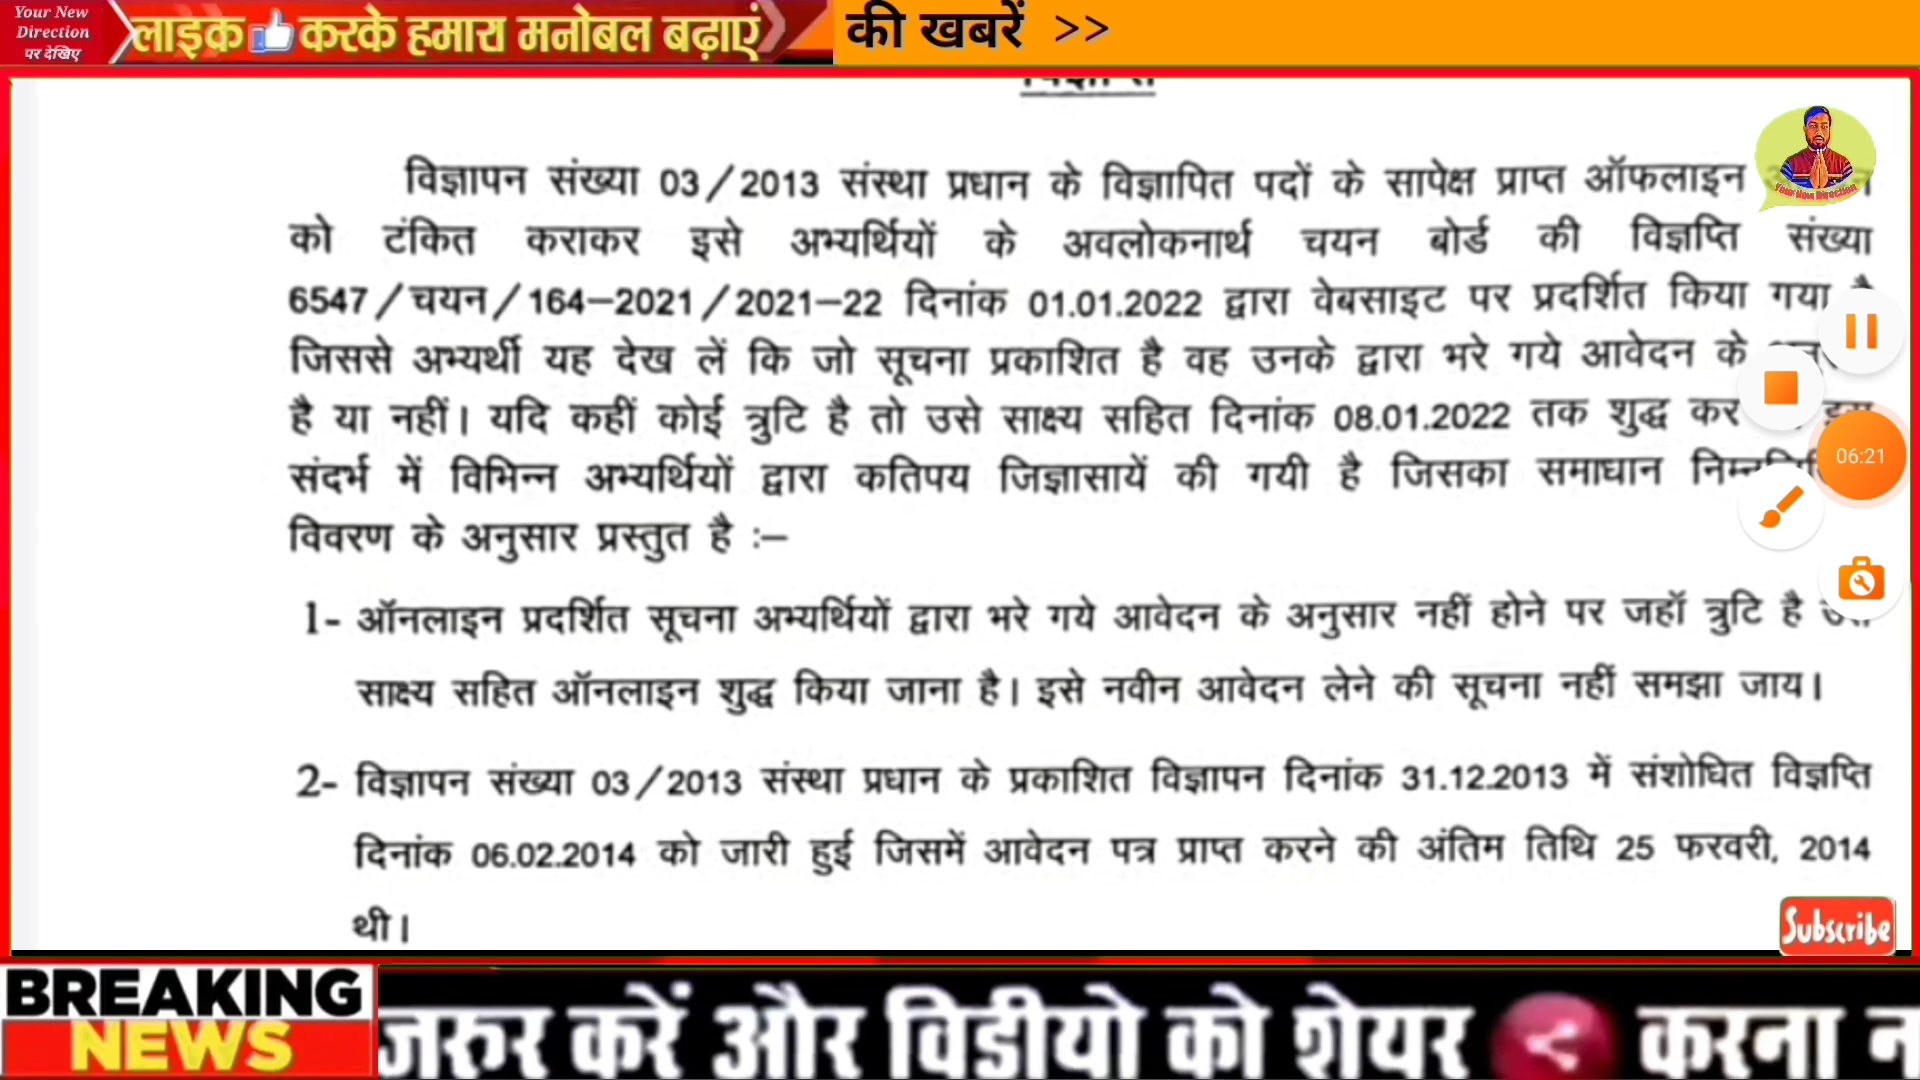 Your New
Direction
पर देखिए
लाइक करके हमारा मनोबल बढ़ाएं
की खबरें >>
विज्ञप्ति
विज्ञापन संख्या 03/2013 संस्था प्रधान के विज्ञापित पदों के सापेक्ष प्राप्त ऑफलाइन
Your New Direction
को टंकित कराकर इसे अभ्यर्थियों के अवलोकनार्थ चयन बोर्ड की विज्ञप्ति संख्या
6547/चयन/164–2021/2021–22 दिनांक 01.01.2022 द्वारा वेबसाइट पर प्रदर्शित किया गया
जिससे अभ्यर्थी यह देख लें कि जो सूचना प्रकाशित है वह उनके द्वारा भरे गये आवेदन के
है या नहीं। यदि कहीं कोई त्रुटि है तो उसे साक्ष्य सहित दिनांक 08.01.2022 तक शुद्ध कर
06:21
संदर्भ में विभिन्न अभ्यर्थियों द्वारा कतिपय जिज्ञासायें की गयी है जिसका समाधान
विवरण के अनुसार प्रस्तुत है :–
1- ऑनलाइन प्रदर्शित सूचना अभ्यर्थियों द्वारा भरे गये आवेदन के अनुसार नहीं होने पर जहॉ त्रुटि है
साक्ष्य सहित ऑनलाइन शुद्ध किया जाना है। इसे नवीन आवेदन लेने की सूचना नहीं समझा जाय।
2- विज्ञापन संख्या 03/2013 संस्था प्रधान के प्रकाशित विज्ञापन दिनांक 31.12.2013 में संशोधित विज्ञप्ति
दिनांक 06.02.2014 को जारी हुई जिसमें आवेदन पत्र प्राप्त करने की अंतिम तिथि 25 फरवरी, 2014
थी।
Subscribe
BREAKING
NEWS
जरूर करें और विडीयो को शेयर करना न